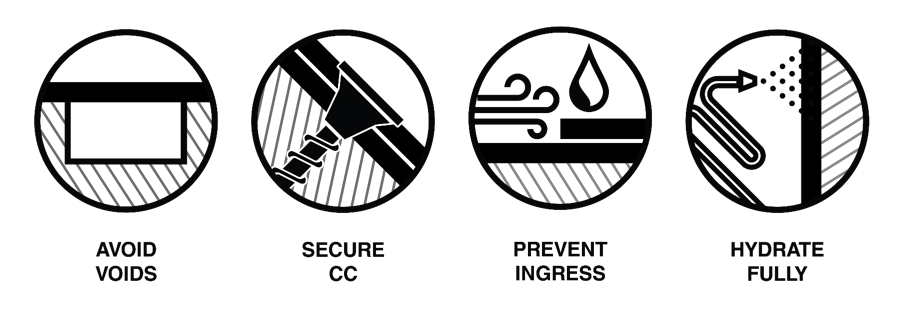 AVOID
VOIDS
SECURE
CC
PREVENT
INGRESS
HYDRATE
FULLY